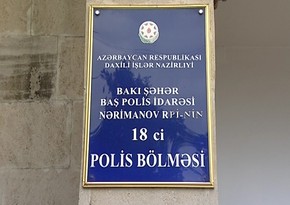 AZƏRBAYCAN RESPUBLİKASI
DAXİLİ İŞLƏR NAZİRLİYİ
BAKI ŞƏHƏR
BAŞ POLİS İDARƏSİ
NƏRİMANOV RPİ-NİN
18 ci
POLİS BÖLMƏSİ